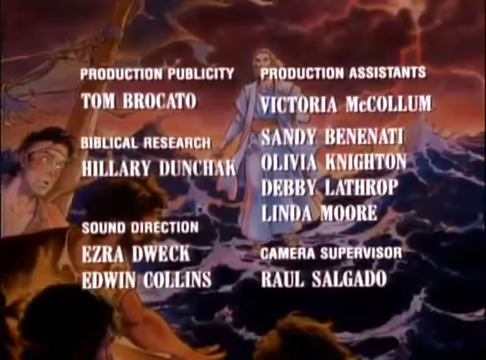 PRODUCTION PUBLICITY
TOM BROCATO
BIBLICAL RESEARCH
HILLARY DUNCHAK
SOUND DIRECTION
EZRA DWECK
EDWIN COLLINS
PRODUCTION ASSISTANTS
VICTORIA McCOLLUM
SANDY BENENATI
OLIVIA KNIGHTON
DEBBY LATHROP
LINDA MOORE
CAMERA SUPERVISOR
RAUL SALGADO